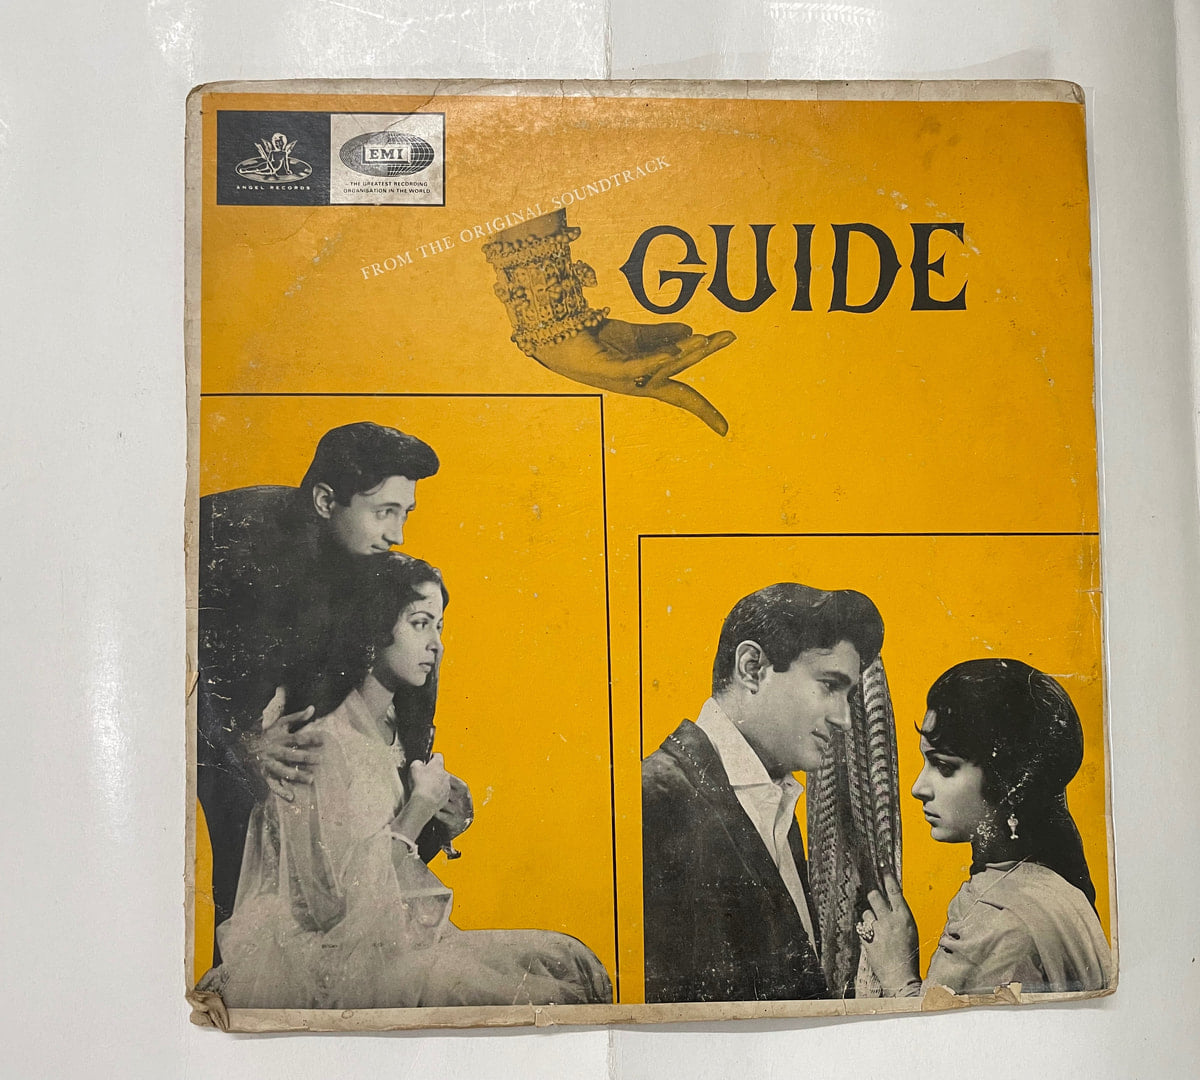 ANGEL RECORDS
EMI
THE GREATEST RECORDING
ORGANISATION IN THE WORLD
FROM THE ORIGINAL SOUNDTRACK
GUIDE